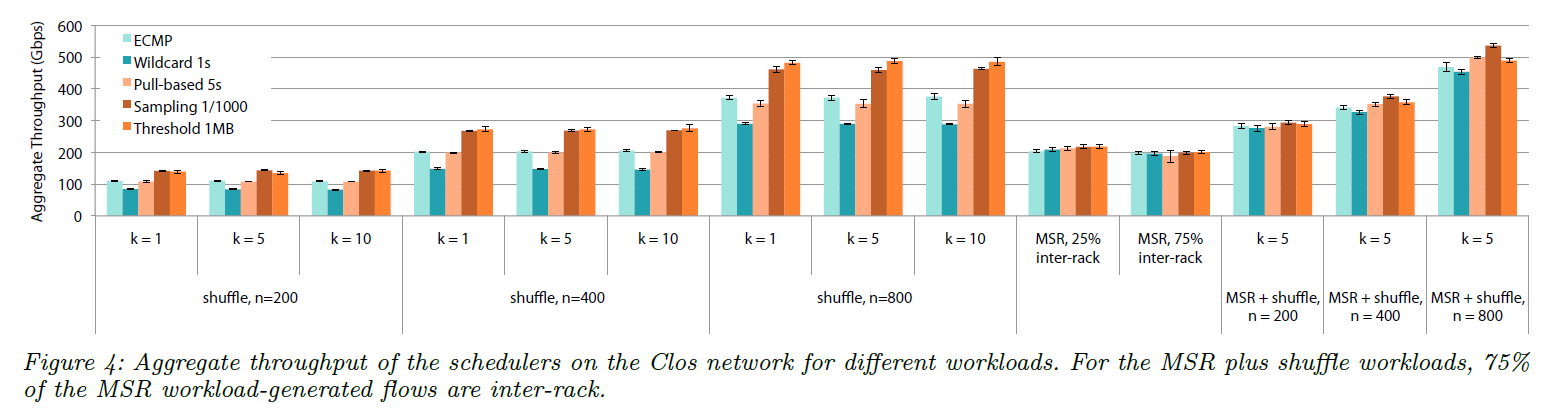 Aggregate Throughput (Gbps)
600
500
400
300
200
100
0
ECMP
Wildcard 1s
Pull-based 5s
Sampling 1/1000
Threshold 1MB
k = 1
k = 5
k = 10
k = 1
k = 5
k = 10
k = 1
k = 5
k = 10
MSR, 25%
inter-rack
MSR, 75%
inter-rack
k = 5
k = 5
k = 5
shuffle, n=200
shuffle, n=400
shuffle, n=800
MSR + shuffle,
n = 200
MSR + shuffle,
n = 400
MSR + shuffle,
n = 800
Figure 4: Aggregate throughput of the schedulers on the Clos network for different workloads. For the MSR plus shuffle workloads, 75%
of the MSR workload-generated flows are inter-rack.